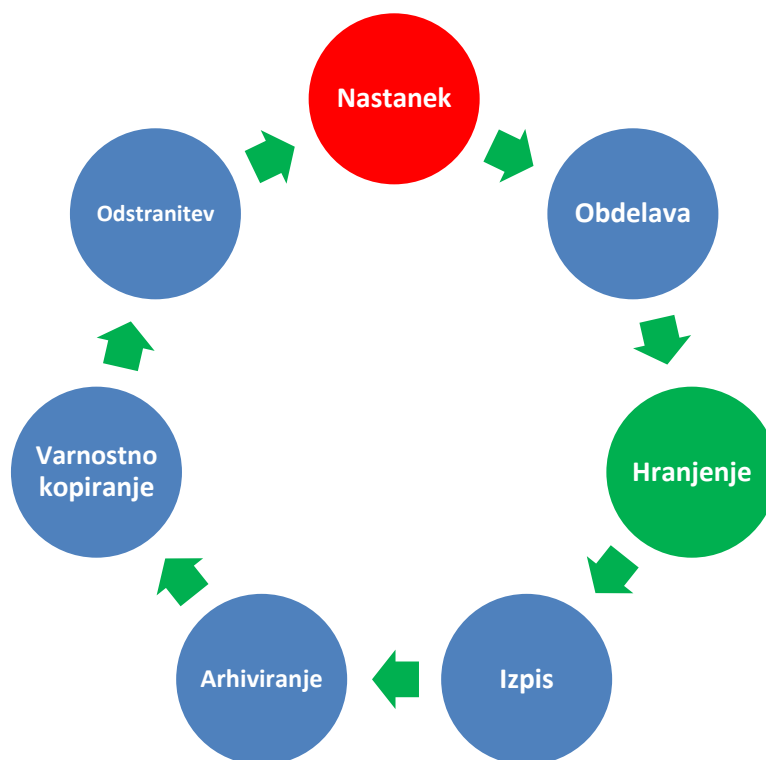 Nastanek
Obdelava
Hranjenje
Izpis
Arhiviranje
Varnostno
kopiranje
Odstranitev